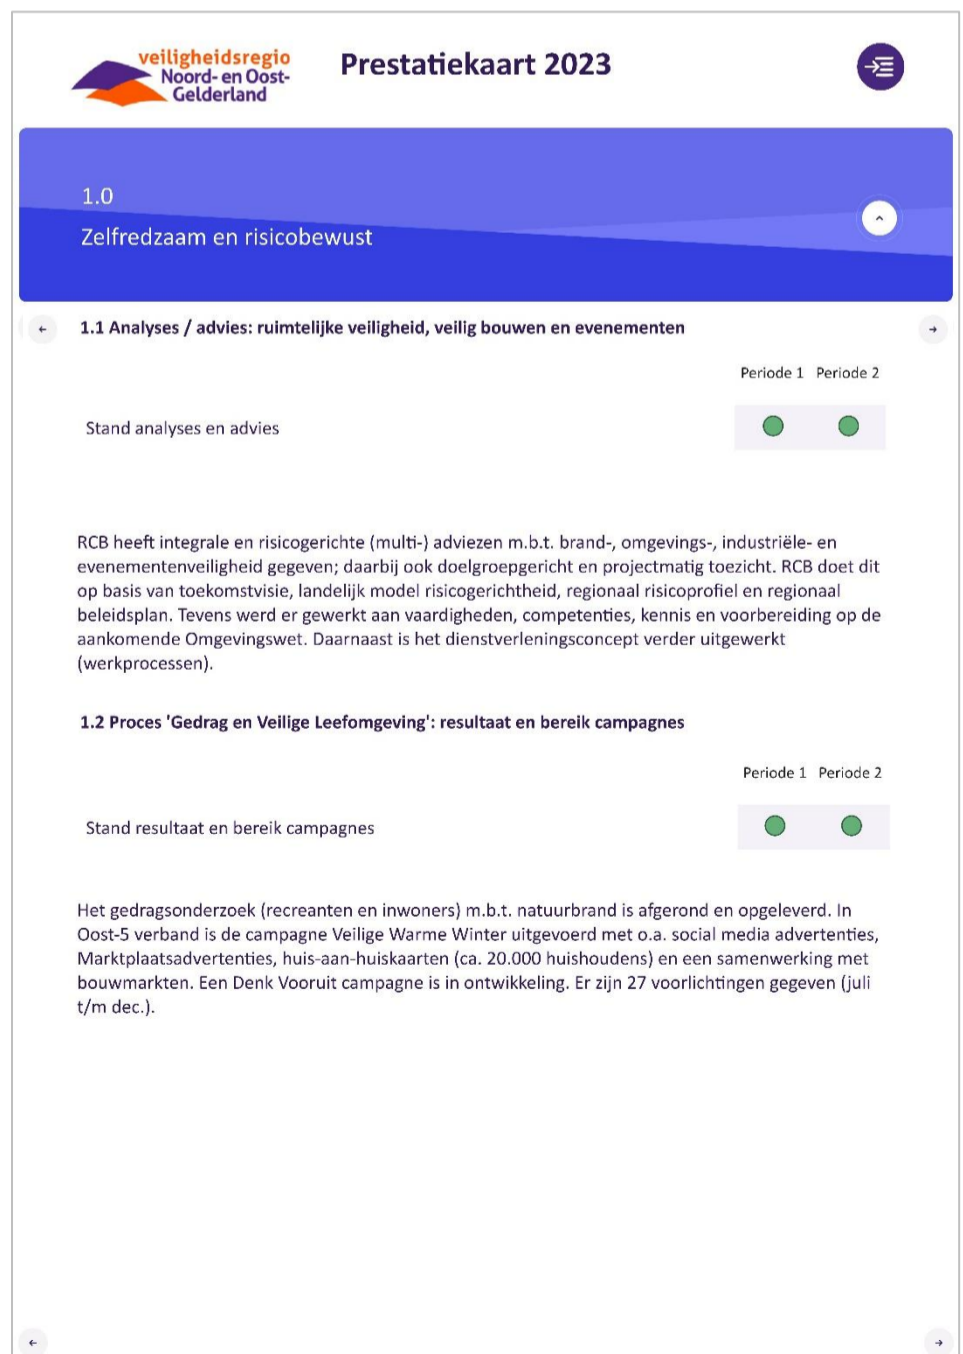 veiligheidsregio
Noord- en Oost-
Gelderland
Prestatiekaart 2023
1.0
Zelfredzaam en risicobewust
1.1 Analyses / advies: ruimtelijke veiligheid, veilig bouwen en evenementen
Periode 1 Periode 2
Stand analyses en advies
RCB heeft integrale en risicogerichte (multi-) adviezen m.b.t. brand-, omgevings-, industriële- en
evenementenveiligheid gegeven; daarbij ook doelgroepgericht en projectmatig toezicht. RCB doet dit
op basis van toekomstvisie, landelijk model risicogerichtheid, regionaal risicoprofiel en regionaal
beleidsplan. Tevens werd er gewerkt aan vaardigheden, competenties, kennis en voorbereiding op de
aankomende Omgevingswet. Daarnaast is het dienstverleningsconcept verder uitgewerkt
(werkprocessen).
1.2 Proces 'Gedrag en Veilige Leefomgeving': resultaat en bereik campagnes
Periode 1 Periode 2
Stand resultaat en bereik campagnes
Het gedragsonderzoek (recreanten en inwoners) m.b.t. natuurbrand is afgerond en opgeleverd. In
Oost-5 verband is de campagne Veilige Warme Winter uitgevoerd met o.a. social media advertenties,
Marktplaatsadvertenties, huis-aan-huiskaarten (ca. 20.000 huishoudens) en een samenwerking met
bouwmarkten. Een Denk Vooruit campagne is in ontwikkeling. Er zijn 27 voorlichtingen gegeven (juli
t/m dec.).